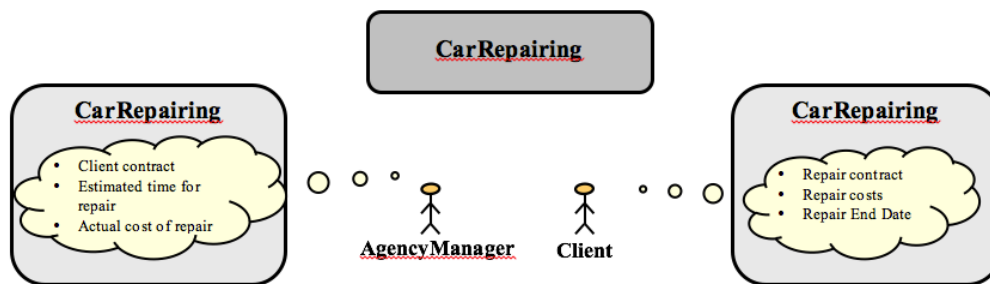 CarRepairing
CarRepairing
• Client contract
• Estimated time for
repair
• Actual cost of repair
AgencyManager
Client
CarRepairing
• Repair contract
• Repair costs
• Repair End Date